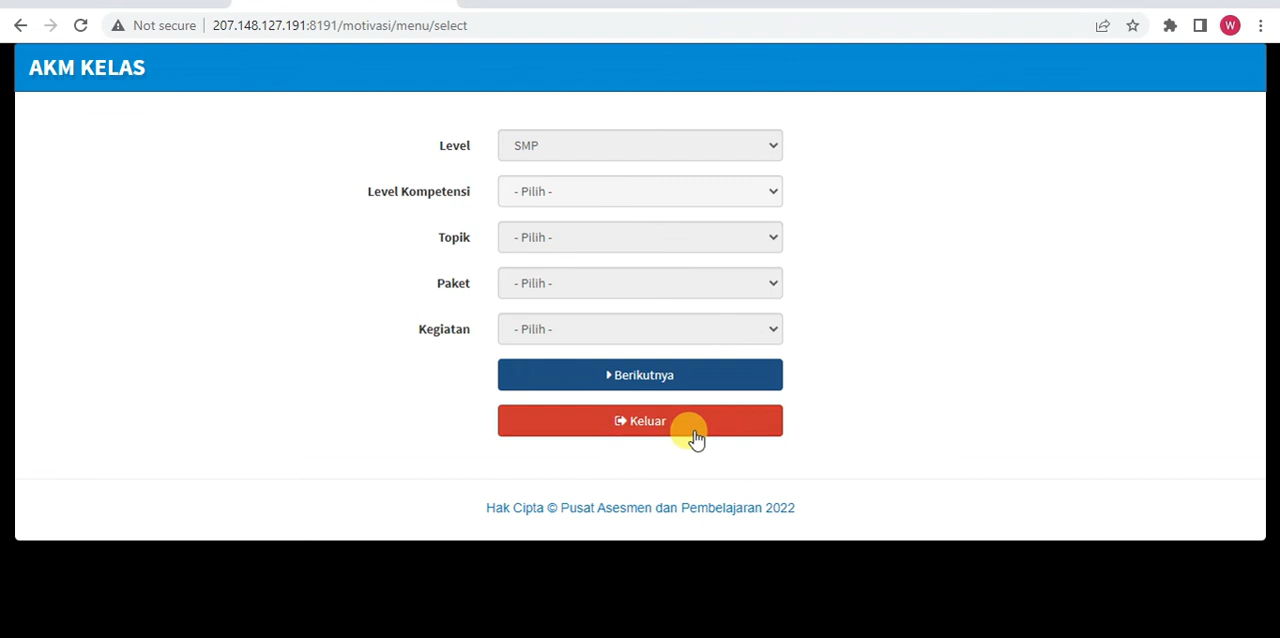 Not secure
207.148.127.191:8191/motivasi/menu/select
W
AKM KELAS
Level
SMP
Level Kompetensi
- Pilih -
Topik
- Pilih -
Paket
- Pilih -
Kegiatan
- Pilih -
Berikutnya
Keluar
Hak Cipta © Pusat Asesmen dan Pembelajaran 2022